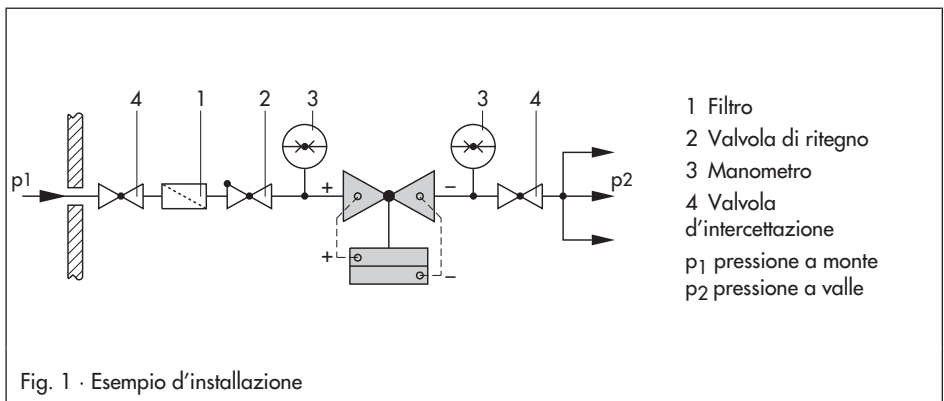 4 1 2 3 3 4
p1
+ –
p2
+ –
1 Filtro
2 Valvola di ritegno
3 Manometro
4 Valvola
d'intercettazione
p1 pressione a monte
p2 pressione a valle
Fig. 1 · Esempio d'installazione